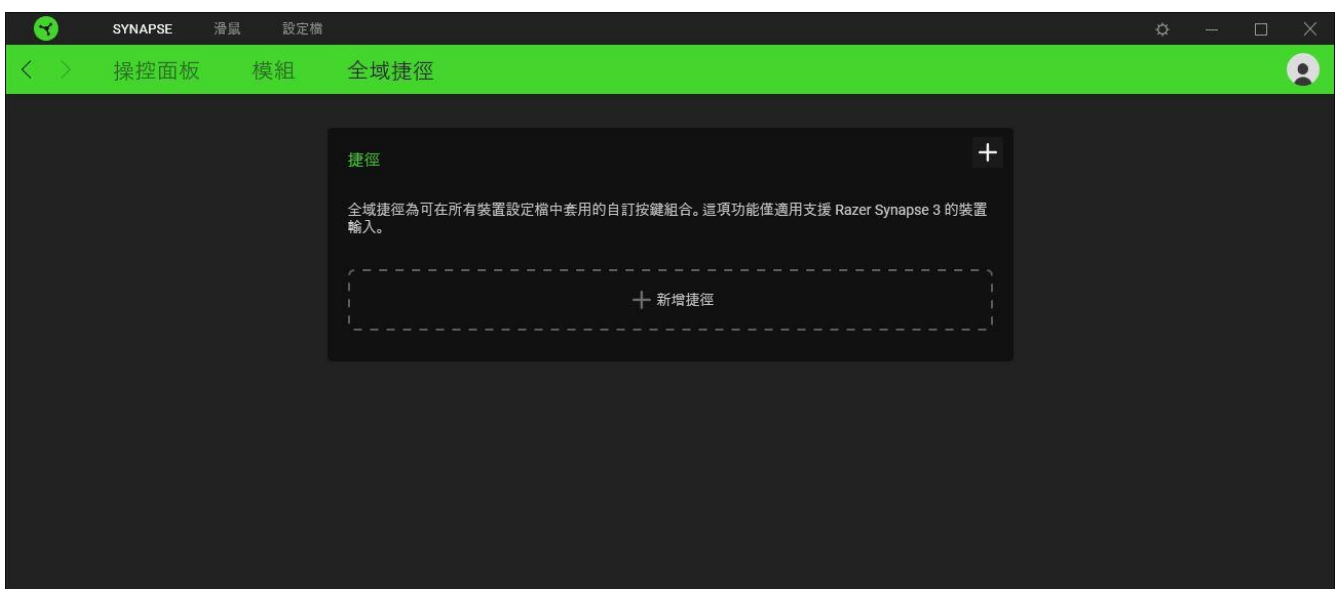 SYNAPSE 滑鼠 設定檔
操控面板 模組 全域捷徑
捷徑
全域捷徑為可在所有裝置設定檔中套用的自訂按鍵組合。這項功能僅適用支援 Razer Synapse 3 的裝置
輸入。
新增捷徑